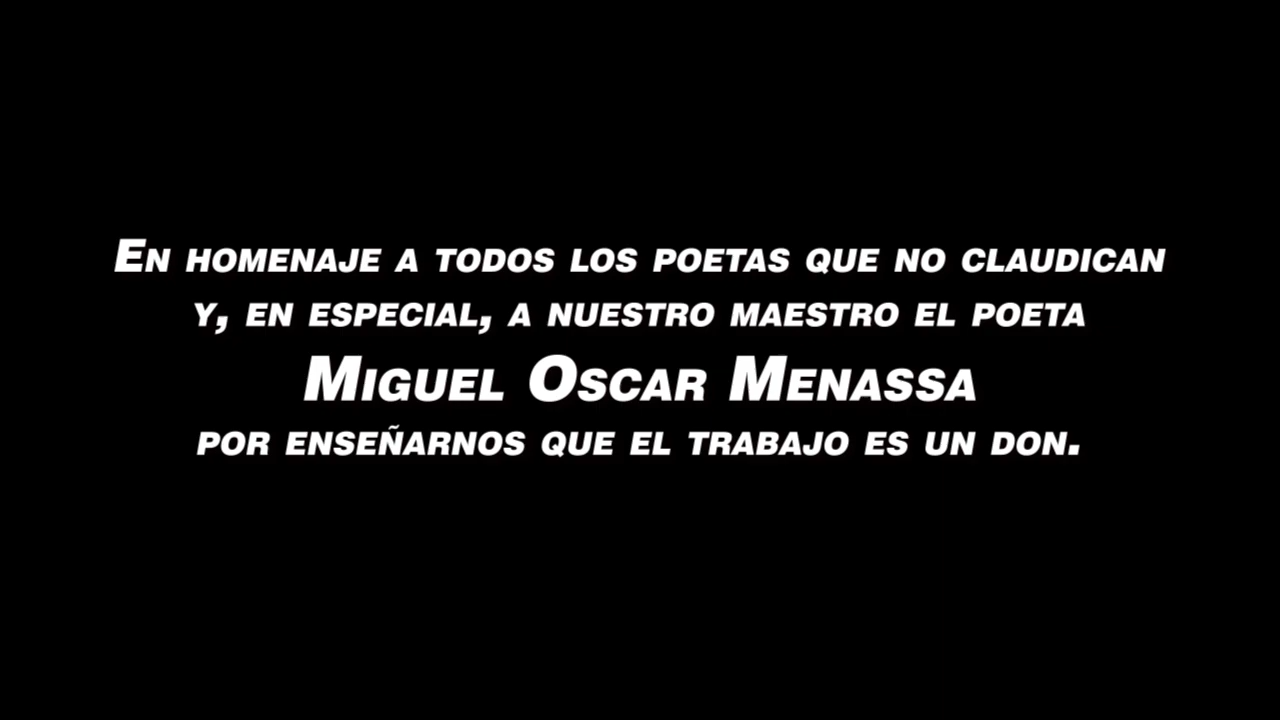 En homenaje a todos los poetas que no claudican
y, en especial, a nuestro maestro el poeta
Miguel Oscar Menassa
por enseñarnos que el trabajo es un don.